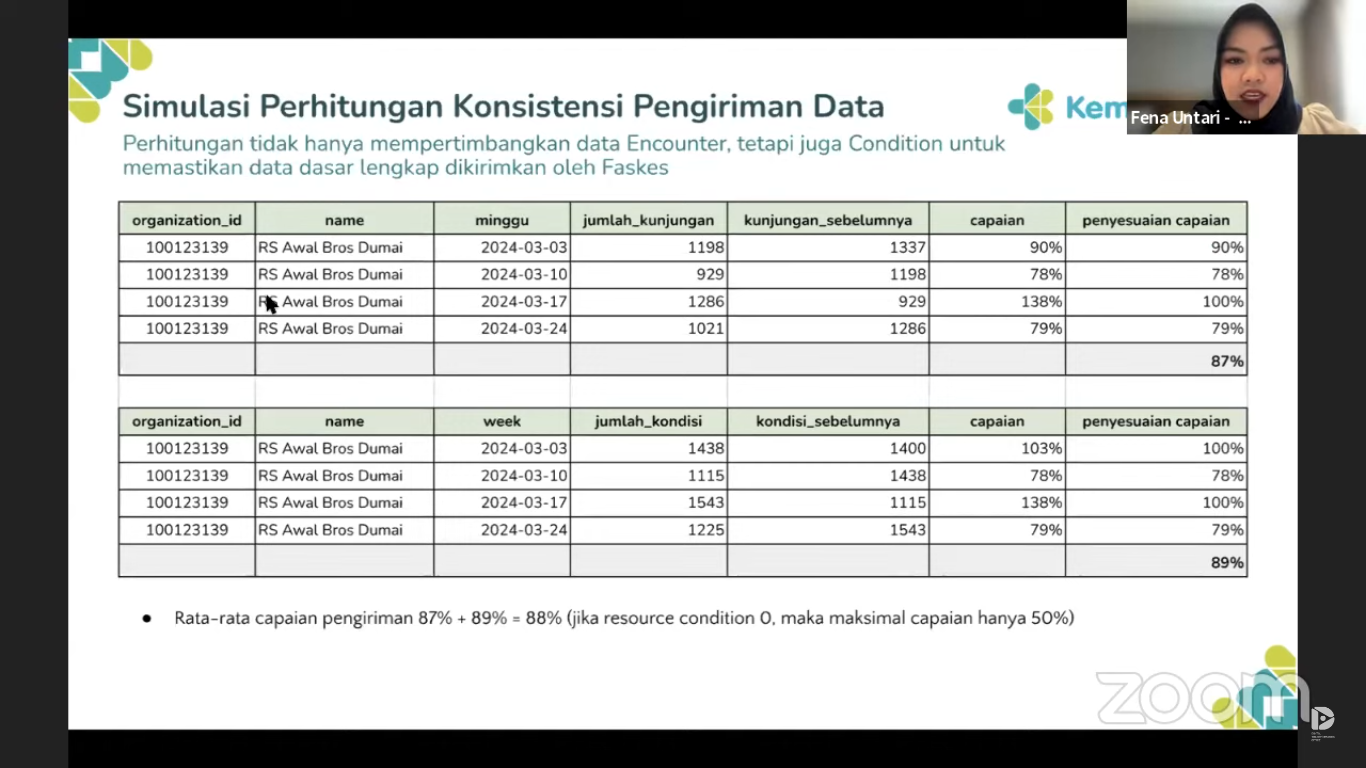 Simulasi Perhitungan Konsistensi Pengiriman Data
Kem
Fena Untari - ...
Perhitungan tidak hanya mempertimbangkan data Encounter, tetapi juga Condition untuk
memastikan data dasar lengkap dikirimkan oleh Faskes
organization_id name minggu jumlah_kunjungan kunjungan_sebelumnya capaian penyesuaian capaian
100123139 RS Awal Bros Dumai 2024-03-03 1198 1337 90% 90%
100123139 RS Awal Bros Dumai 2024-03-10 929 1198 78% 78%
100123139 RS Awal Bros Dumai 2024-03-17 1286 929 138% 100%
100123139 RS Awal Bros Dumai 2024-03-24 1021 1286 79% 79%
87%
organization_id name week jumlah_kondisi kondisi_sebelumnya capaian penyesuaian capaian
100123139 RS Awal Bros Dumai 2024-03-03 1438 1400 103% 100%
100123139 RS Awal Bros Dumai 2024-03-10 1115 1438 78% 78%
100123139 RS Awal Bros Dumai 2024-03-17 1543 1115 138% 100%
100123139 RS Awal Bros Dumai 2024-03-24 1225 1543 79% 79%
89%
● Rata-rata capaian pengiriman 87% + 89% = 88% (jika resource condition 0, maka maksimal capaian hanya 50%)
zoom